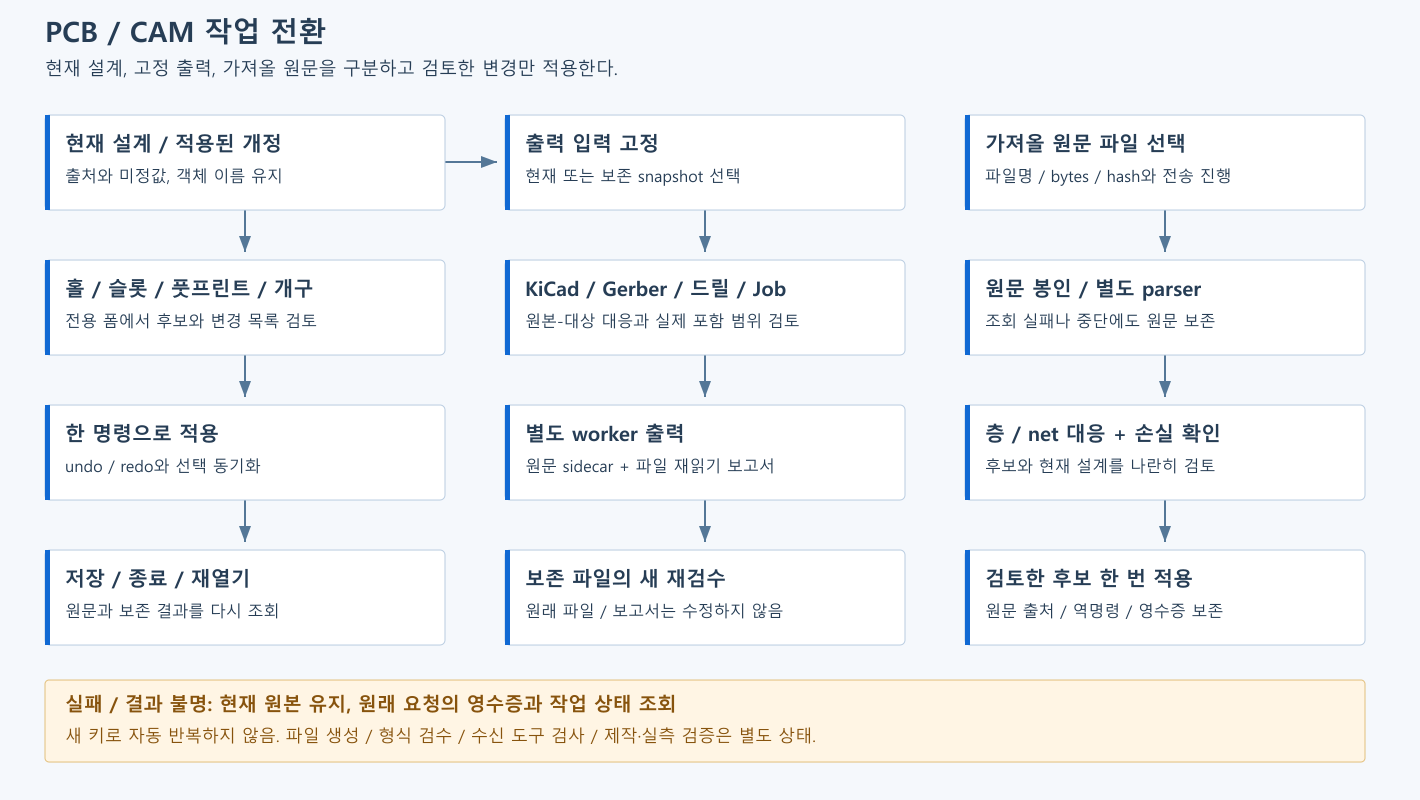 PCB / CAM 작업 전환
현재 설계, 고정 출력, 가져올 원문을 구분하고 검토한 변경만 적용한다.
현재 설계 / 적용된 개정
출처와 미정값, 객체 이름 유지
출력 입력 고정
현재 또는 보존 snapshot 선택
가져올 원문 파일 선택
파일명 / bytes / hash와 전송 진행
홀 / 슬롯 / 풋프린트 / 개구
전용 폼에서 후보와 변경 목록 검토
KiCad / Gerber / 드릴 / Job
원본-대상 대응과 실제 포함 범위 검토
원문 봉인 / 별도 parser
조회 실패나 중단에도 원문 보존
한 명령으로 적용
undo / redo와 선택 동기화
별도 worker 출력
원문 sidecar + 파일 재읽기 보고서
층 / net 대응 + 손실 확인
후보와 현재 설계를 나란히 검토
저장 / 종료 / 재열기
원문과 보존 결과를 다시 조회
보존 파일의 새 재검수
원래 파일 / 보고서는 수정하지 않음
검토한 후보 한 번 적용
원문 출처 / 역명령 / 영수증 보존
실패 / 결과 불명: 현재 원본 유지, 원래 요청의 영수증과 작업 상태 조회
새 키로 자동 반복하지 않음. 파일 생성 / 형식 검수 / 수신 도구 검사 / 제작·실측 검증은 별도 상태.